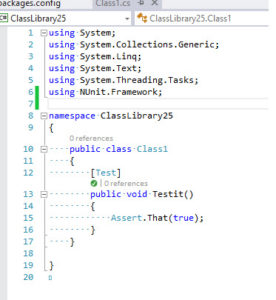 packages.config Class1.cs
ClassLibrary25 ClassLibrary25.Class1
1 using System;
2 using System.Collections.Generic;
3 using System.Linq;
4 using System.Text;
5 using System.Threading.Tasks;
6 using NUnit.Framework;
7
8 namespace ClassLibrary25
9 {
0 references
10 public class Class1
11 {
12 [Test]
0 references
13 public void Testit()
14 {
15 Assert.That(true);
16 }
17 }
18
19 }
20